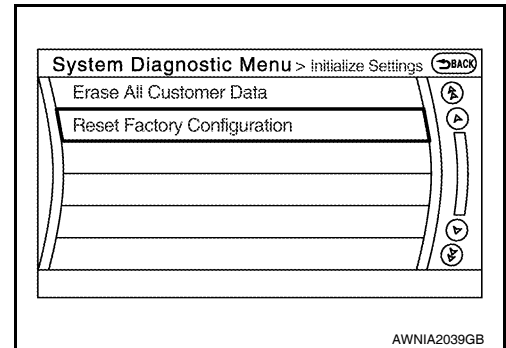 System Diagnostic Menu > Initialize Settings BACK
Erase All Customer Data
Reset Factory Configuration
AWNIA2039GB